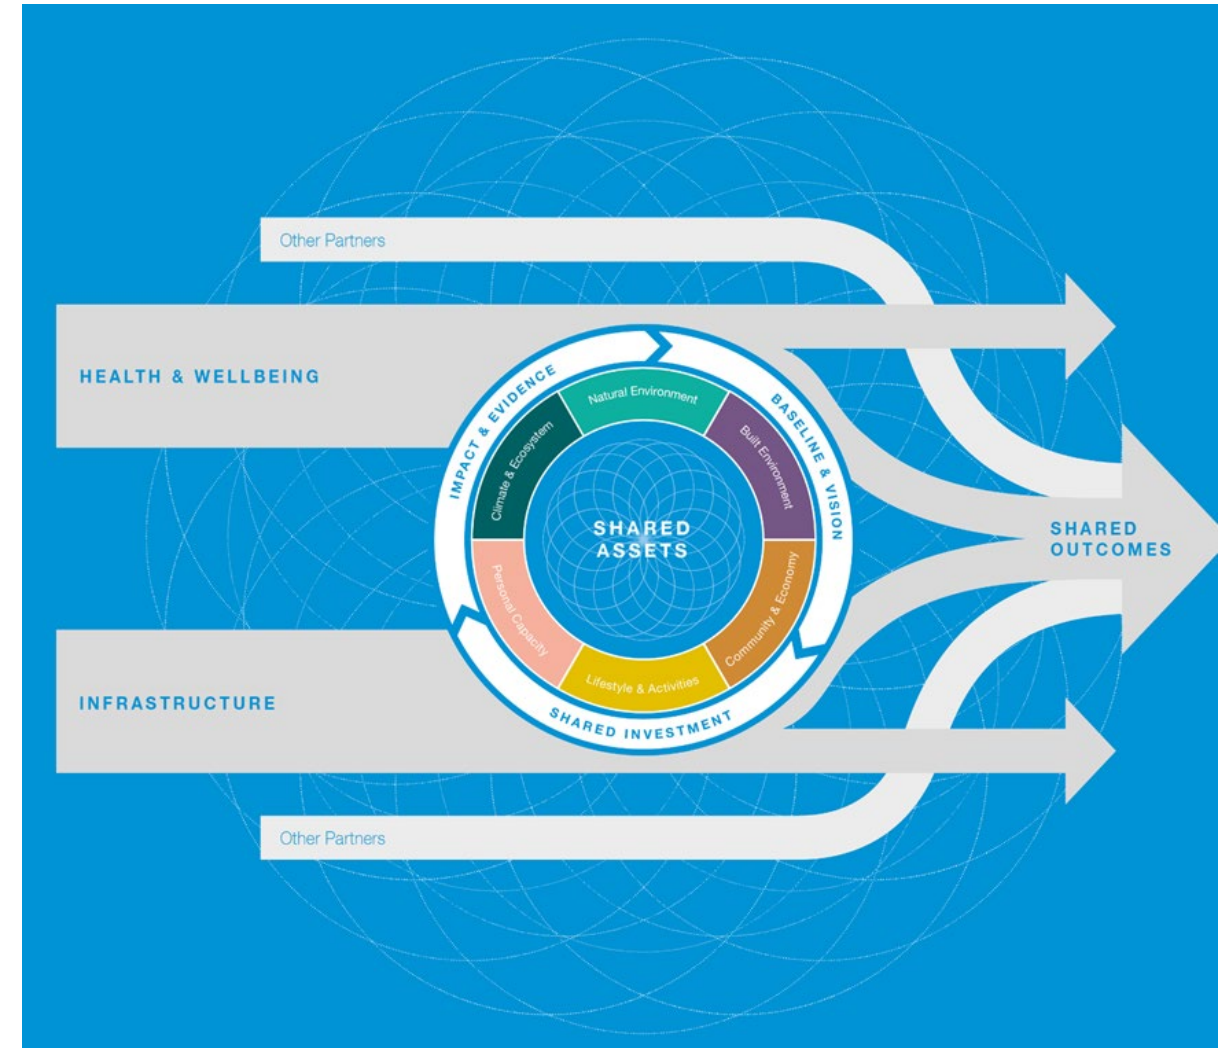 Other Partners
HEALTH & WELLBEING
IMPACT & EVIDENCE
BASELINE & VISION
SHARED INVESTMENT
Natural Environment
Built Environment
Community & Economy
Lifestyle & Activities
Personal Capacity
Climate & Ecosystem
SHARED
ASSETS
SHARED
OUTCOMES
INFRASTRUCTURE
Other Partners